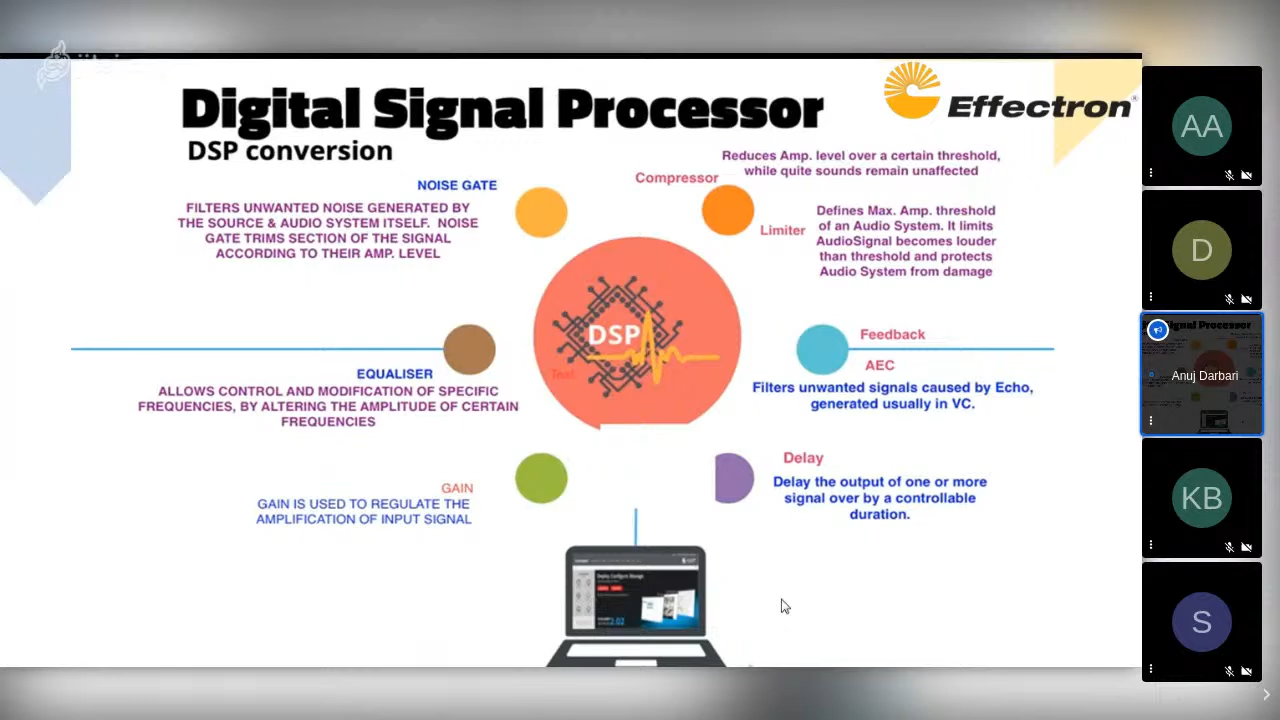 Digital Signal Processor
DSP conversion
Effectron
NOISE GATE
FILTERS UNWANTED NOISE GENERATED BY
THE SOURCE & AUDIO SYSTEM ITSELF. NOISE
GATE TRIMS SECTION OF THE SIGNAL
ACCORDING TO THEIR AMP. LEVEL
Compressor
Reduces Amp. level over a certain threshold,
while quite sounds remain unaffected
Limiter
Defines Max. Amp. threshold
of an Audio System. It limits
AudioSignal becomes louder
than threshold and protects
Audio System from damage
DSP
Text
EQUALISER
ALLOWS CONTROL AND MODIFICATION OF SPECIFIC
FREQUENCIES, BY ALTERING THE AMPLITUDE OF CERTAIN
FREQUENCIES
Feedback
AEC
Filters unwanted signals caused by Echo,
generated usually in VC.
GAIN
GAIN IS USED TO REGULATE THE
AMPLIFICATION OF INPUT SIGNAL
Delay
Delay the output of one or more
signal over by a controllable
duration.
AA
D
Anuj Darbari
KB
S